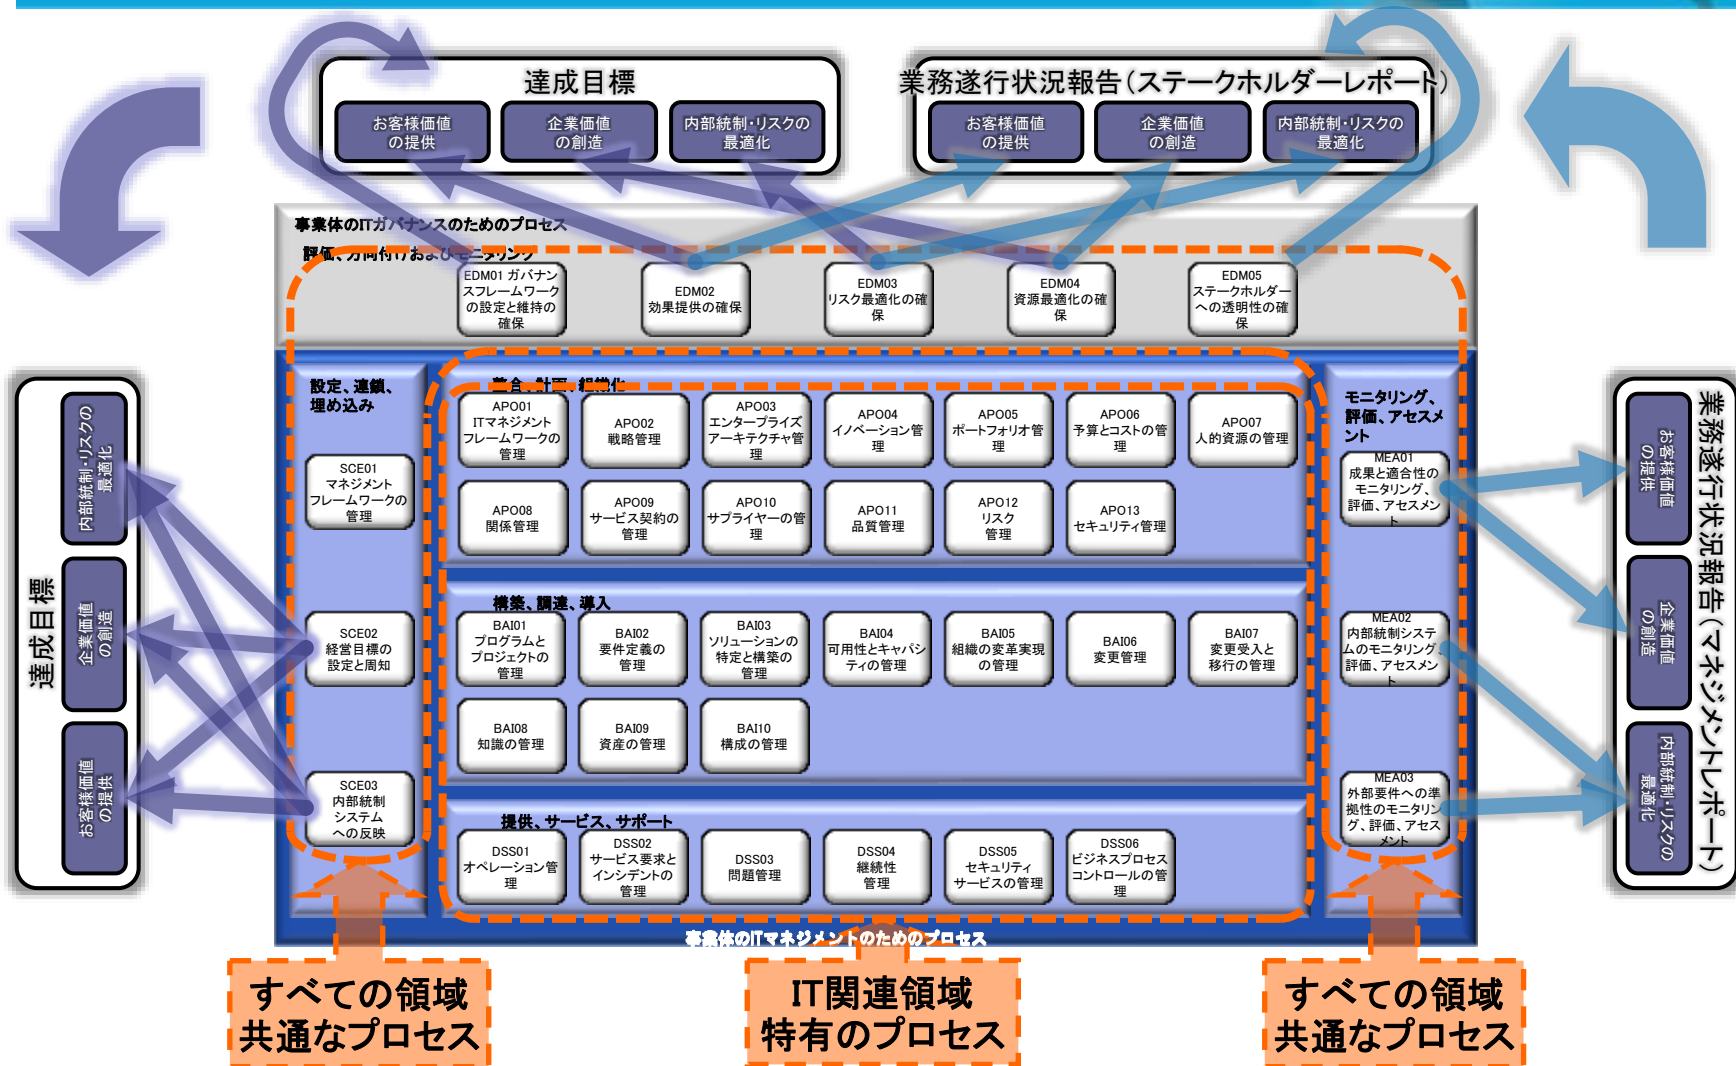 達成目標
お客様価値
の提供
企業価値
の創造
内部統制・リスクの
最適化
業務遂行状況報告(ステークホルダーレポート)
お客様価値
の提供
企業価値
の創造
内部統制・リスクの
最適化
事業体のITガバナンスのためのプロセス
評価、方向付けおよびモニタリング
EDM01 ガバナン
スフレームワーク
の設定と維持の
確保
EDM02
効果提供の確保
EDM03
リスク最適化の確
保
EDM04
資源最適化の確
保
EDM05
ステークホルダー
への透明性の確
保
達成目標
内部統制・リスクの
最適化
企業価値
の創造
お客様価値
の提供
設定、連鎖、
埋め込み
SCE01
マネジメント
フレームワークの
管理
SCE02
経営目標の
設定と周知
SCE03
内部統制
システム
への反映
整合、計画、組織化
APO01
ITマネジメント
フレームワークの
管理
APO02
戦略管理
APO03
エンタープライズ
アーキテクチャ管
理
APO04
イノベーション管
理
APO05
ポートフォリオ管
理
APO06
予算とコストの管
理
APO07
人的資源の管理
APO08
関係管理
APO09
サービス契約の
管理
APO10
サプライヤーの管
理
APO11
品質管理
APO12
リスク
管理
APO13
セキュリティ管理
構築、調達、導入
BAI01
プログラムと
プロジェクトの
管理
BAI02
要件定義の
管理
BAI03
ソリューションの
特定と構築の
管理
BAI04
可用性とキャパシ
ティの管理
BAI05
組織の変革実現
の管理
BAI06
変更管理
BAI07
変更受入と
移行の管理
BAI08
知識の管理
BAI09
資産の管理
BAI10
構成の管理
提供、サービス、サポート
DSS01
オペレーション管
理
DSS02
サービス要求と
インシデントの
管理
DSS03
問題管理
DSS04
継続性
管理
DSS05
セキュリティ
サービスの管理
DSS06
ビジネスプロセス
コントロールの管
理
モニタリング、
評価、アセスメ
ント
MEA01
成果と適合性の
モニタリング、
評価、アセスメン
ト
MEA02
内部統制システ
ムのモニタリング、
評価、アセスメン
ト
MEA03
外部要件への準
拠性のモニタリン
グ、評価、アセス
メント
業務遂行状況報告(マネジメントレポート)
お客様価値
の提供
企業価値
の創造
内部統制・リスクの
最適化
事業体のITマネジメントのためのプロセス
すべての領域
共通なプロセス
IT関連領域
特有のプロセス
すべての領域
共通なプロセス